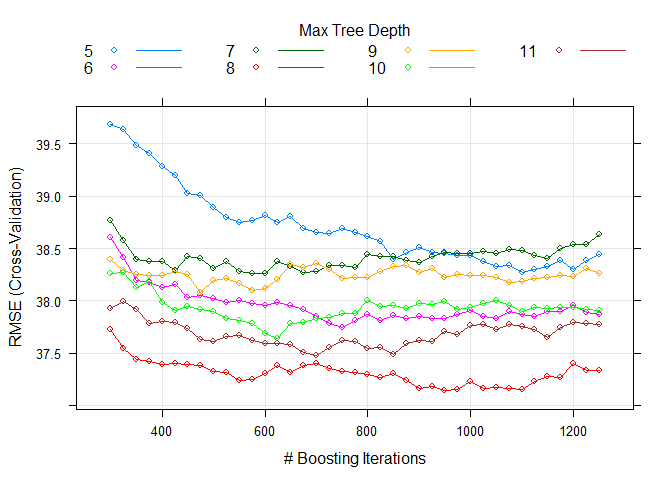 Max Tree Depth
5 7 9 11
6 8 10
39.5
39.0
38.5
38.0
37.5
RMSE (Cross-Validation)
400 600 800 1000 1200
# Boosting Iterations